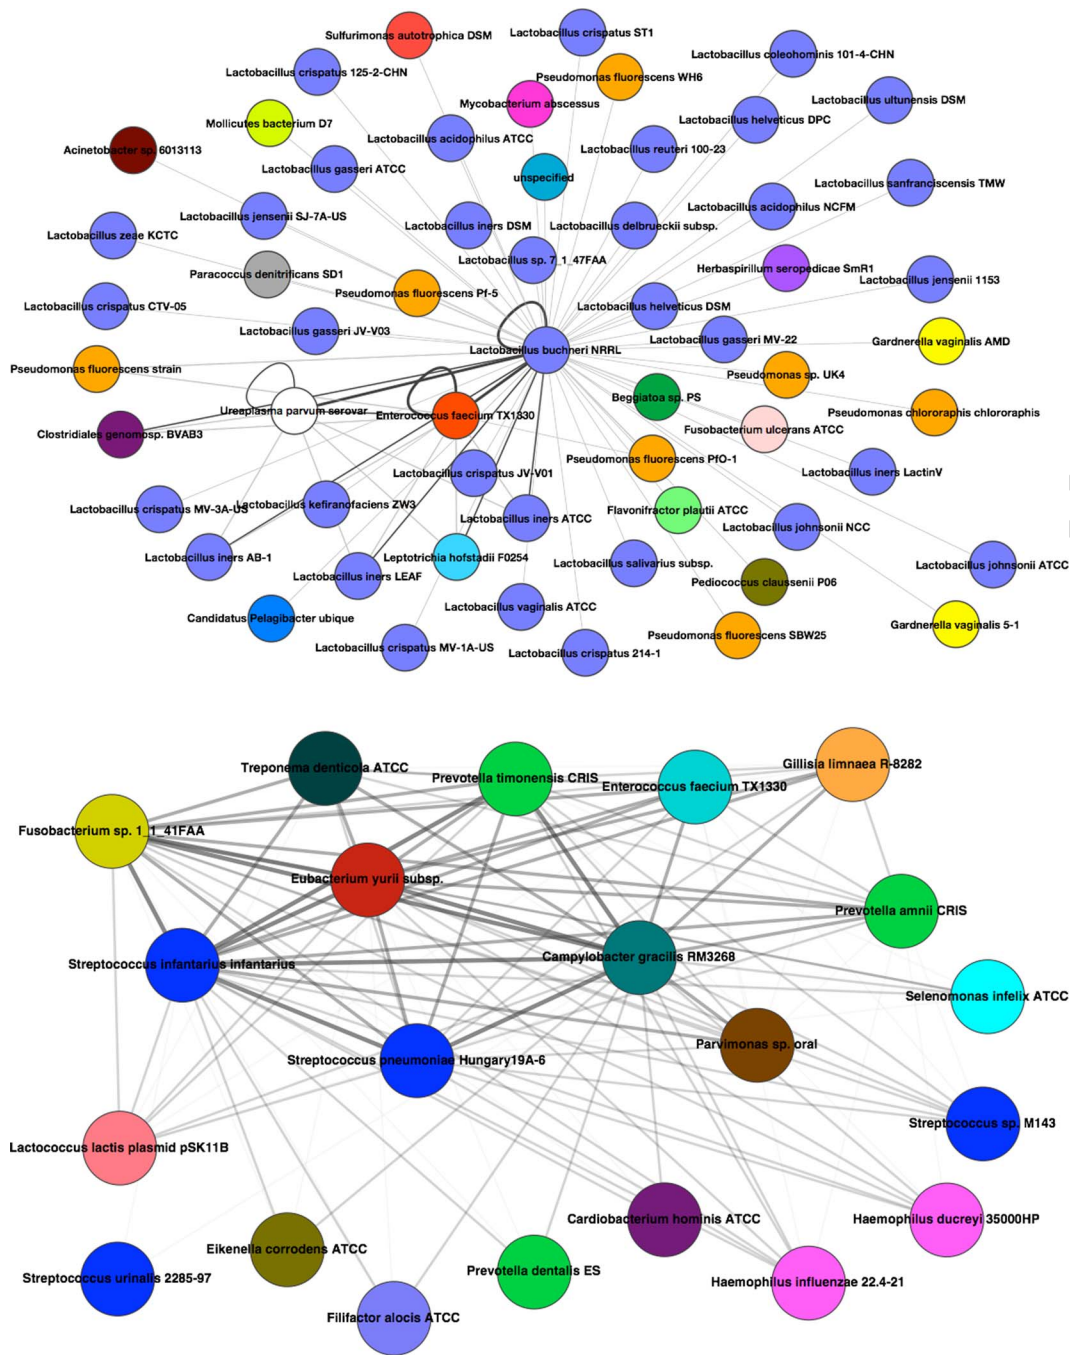 Sulfurimonas autotrophica DSM
Lactobacillus crispatus ST1
Lactobacillus coleohominis 101-4-CHN
Lactobacillus crispatus 125-2-CHN
Pseudomonas fluorescens WH6
Mycobacterium abscessus
Lactobacillus ultunensis DSM
Mollicutes bacterium D7
Lactobacillus helveticus DPC
Lactobacillus acidophilus ATCC
Acinetobacter sp. 6013113
Lactobacillus reuteri 100-23
Lactobacillus gasseri ATCC
unspecified
Lactobacillus sanfranciscensis TMW
Lactobacillus acidophilus NCFM
Lactobacillus jensenii SJ-7A-US
Lactobacillus iners DSM
Lactobacillus delbrueckii subsp.
Lactobacillus zeae KCTC
Lactobacillus sp. 7_1_47FAA
Herbaspirillum seropedicae SmR1
Paracoccus denitrificans SD1
Lactobacillus jensenii 1153
Pseudomonas fluorescens Pf-5
Lactobacillus crispatus CTV-05
Lactobacillus helveticus DSM
Lactobacillus gasseri JV-V03
Lactobacillus gasseri MV-22
Gardnerella vaginalis AMD
Lactobacillus buchneri NRRL
Pseudomonas fluorescens strain
Pseudomonas sp. UK4
Beggiatoa sp. PS
Ureaplasma parvum serovar
Enterococcus faecium TX1330
Pseudomonas chlororaphis chlororaphis
Fusobacterium ulcerans ATCC
Clostridiales genomosp. BVAB3
Pseudomonas fluorescens PfO-1
Lactobacillus crispatus JV-V01
Lactobacillus iners LactinV
Lactobacillus kefiranofaciens ZW3
Lactobacillus crispatus MV-3A-US
Flavonifractor plautii ATCC
Lactobacillus iners ATCC
Lactobacillus johnsonii NCC
Lactobacillus iners AB-1
Leptotrichia hofstadii F0254
Lactobacillus salivarius subsp.
Lactobacillus johnsonii ATCC
Lactobacillus iners LEAF
Pediococcus claussenii P06
Lactobacillus vaginalis ATCC
Candidatus Pelagibacter ubique
Gardnerella vaginalis 5-1
Pseudomonas fluorescens SBW25
Lactobacillus crispatus MV-1A-US
Lactobacillus crispatus 214-1
Treponema denticola ATCC
Gillisia limnaea R-8282
Prevotella timonensis CRIS
Enterococcus faecium TX1330
Fusobacterium sp. 1_1_41FAA
Eubacterium yurii subsp.
Prevotella amnii CRIS
Campylobacter gracilis RM3268
Streptococcus infantarius infantarius
Selenomonas infelix ATCC
Parvimonas sp. oral
Streptococcus pneumoniae Hungary19A-6
Streptococcus sp. M143
Lactococcus lactis plasmid pSK11B
Cardiobacterium hominis ATCC
Haemophilus ducreyi 35000HP
Eikenella corrodens ATCC
Prevotella dentalis ES
Streptococcus urinalis 2285-97
Haemophilus influenzae 22.4-21
Filifactor alocis ATCC